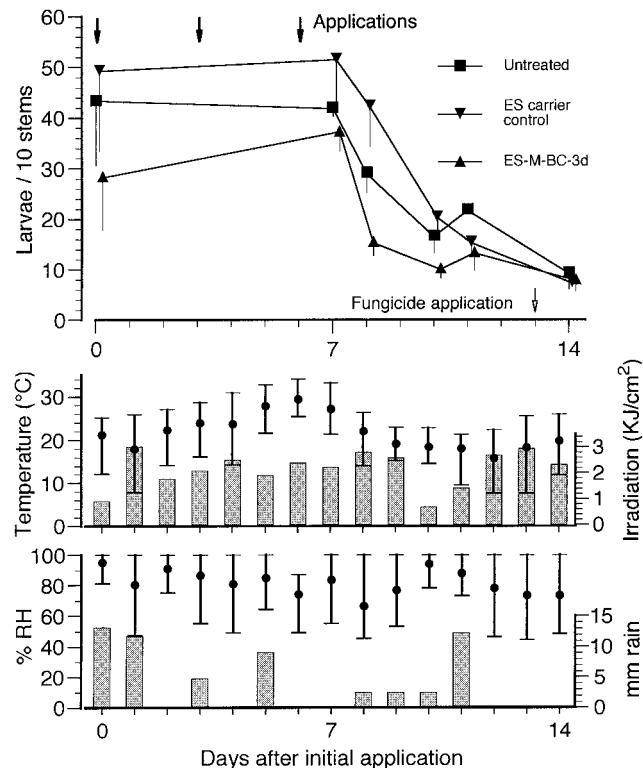 60
50
40
30
20
10
0
Larvae / 10 stems
Applications
Untreated
ES carrier
control
ES-M-BC-3d
Fungicide application
0 7 14
Temperature (°C)
30
20
10
0
Irradiation (KJ/cm²)
3
2
1
0
% RH
100
80
60
40
20
0
mm rain
15
10
5
0
0 7 14
Days after initial application